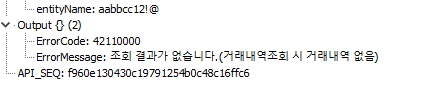 entityName: aabbcc12!@
Output {} (2)
ErrorCode: 42110000
ErrorMessage: 조회 결과가 없습니다.(거래내역조회 시 거래내역 없음)
API_SEQ: f960e130430c19791254b0c48c16ffc6